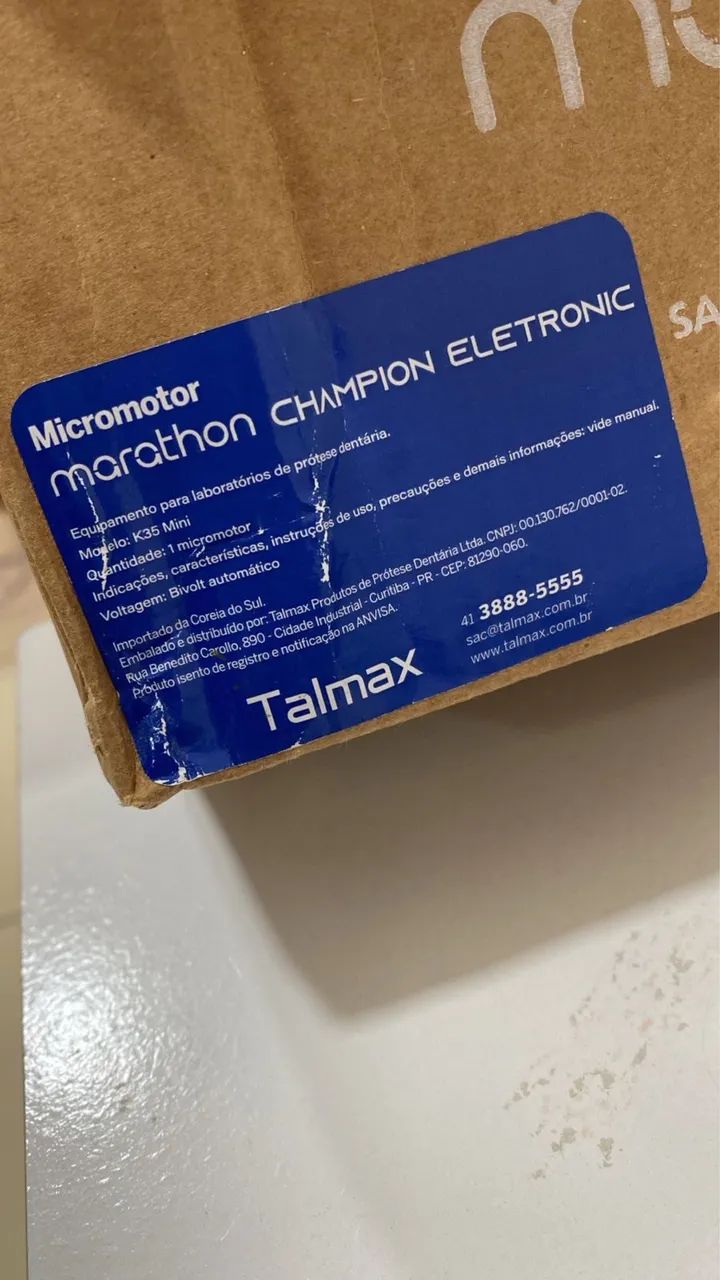 SA
Micromotor
marathon CHAMPION ELETRONIC
Equipamento para laboratórios de prótese dentária.
Modelo: K35 Mini
Quantidade: 1 micromotor
Indicações, características, instruções de uso, precauções e demais informações: vide manual.
Voltagem: Bivolt automático
Importado da Coreia do Sul.
Embalado e distribuído por: Talmax Produtos de Prótese Dentária Ltda. CNPJ: 00.130.762/0001-02.
Rua Benedito Carollo, 890 - Cidade Industrial - Curitiba - PR - CEP: 81290-060.
Produto isento de registro e notificação na ANVISA.
Talmax
41 3888-5555
sac@talmax.com.br
www.talmax.com.br